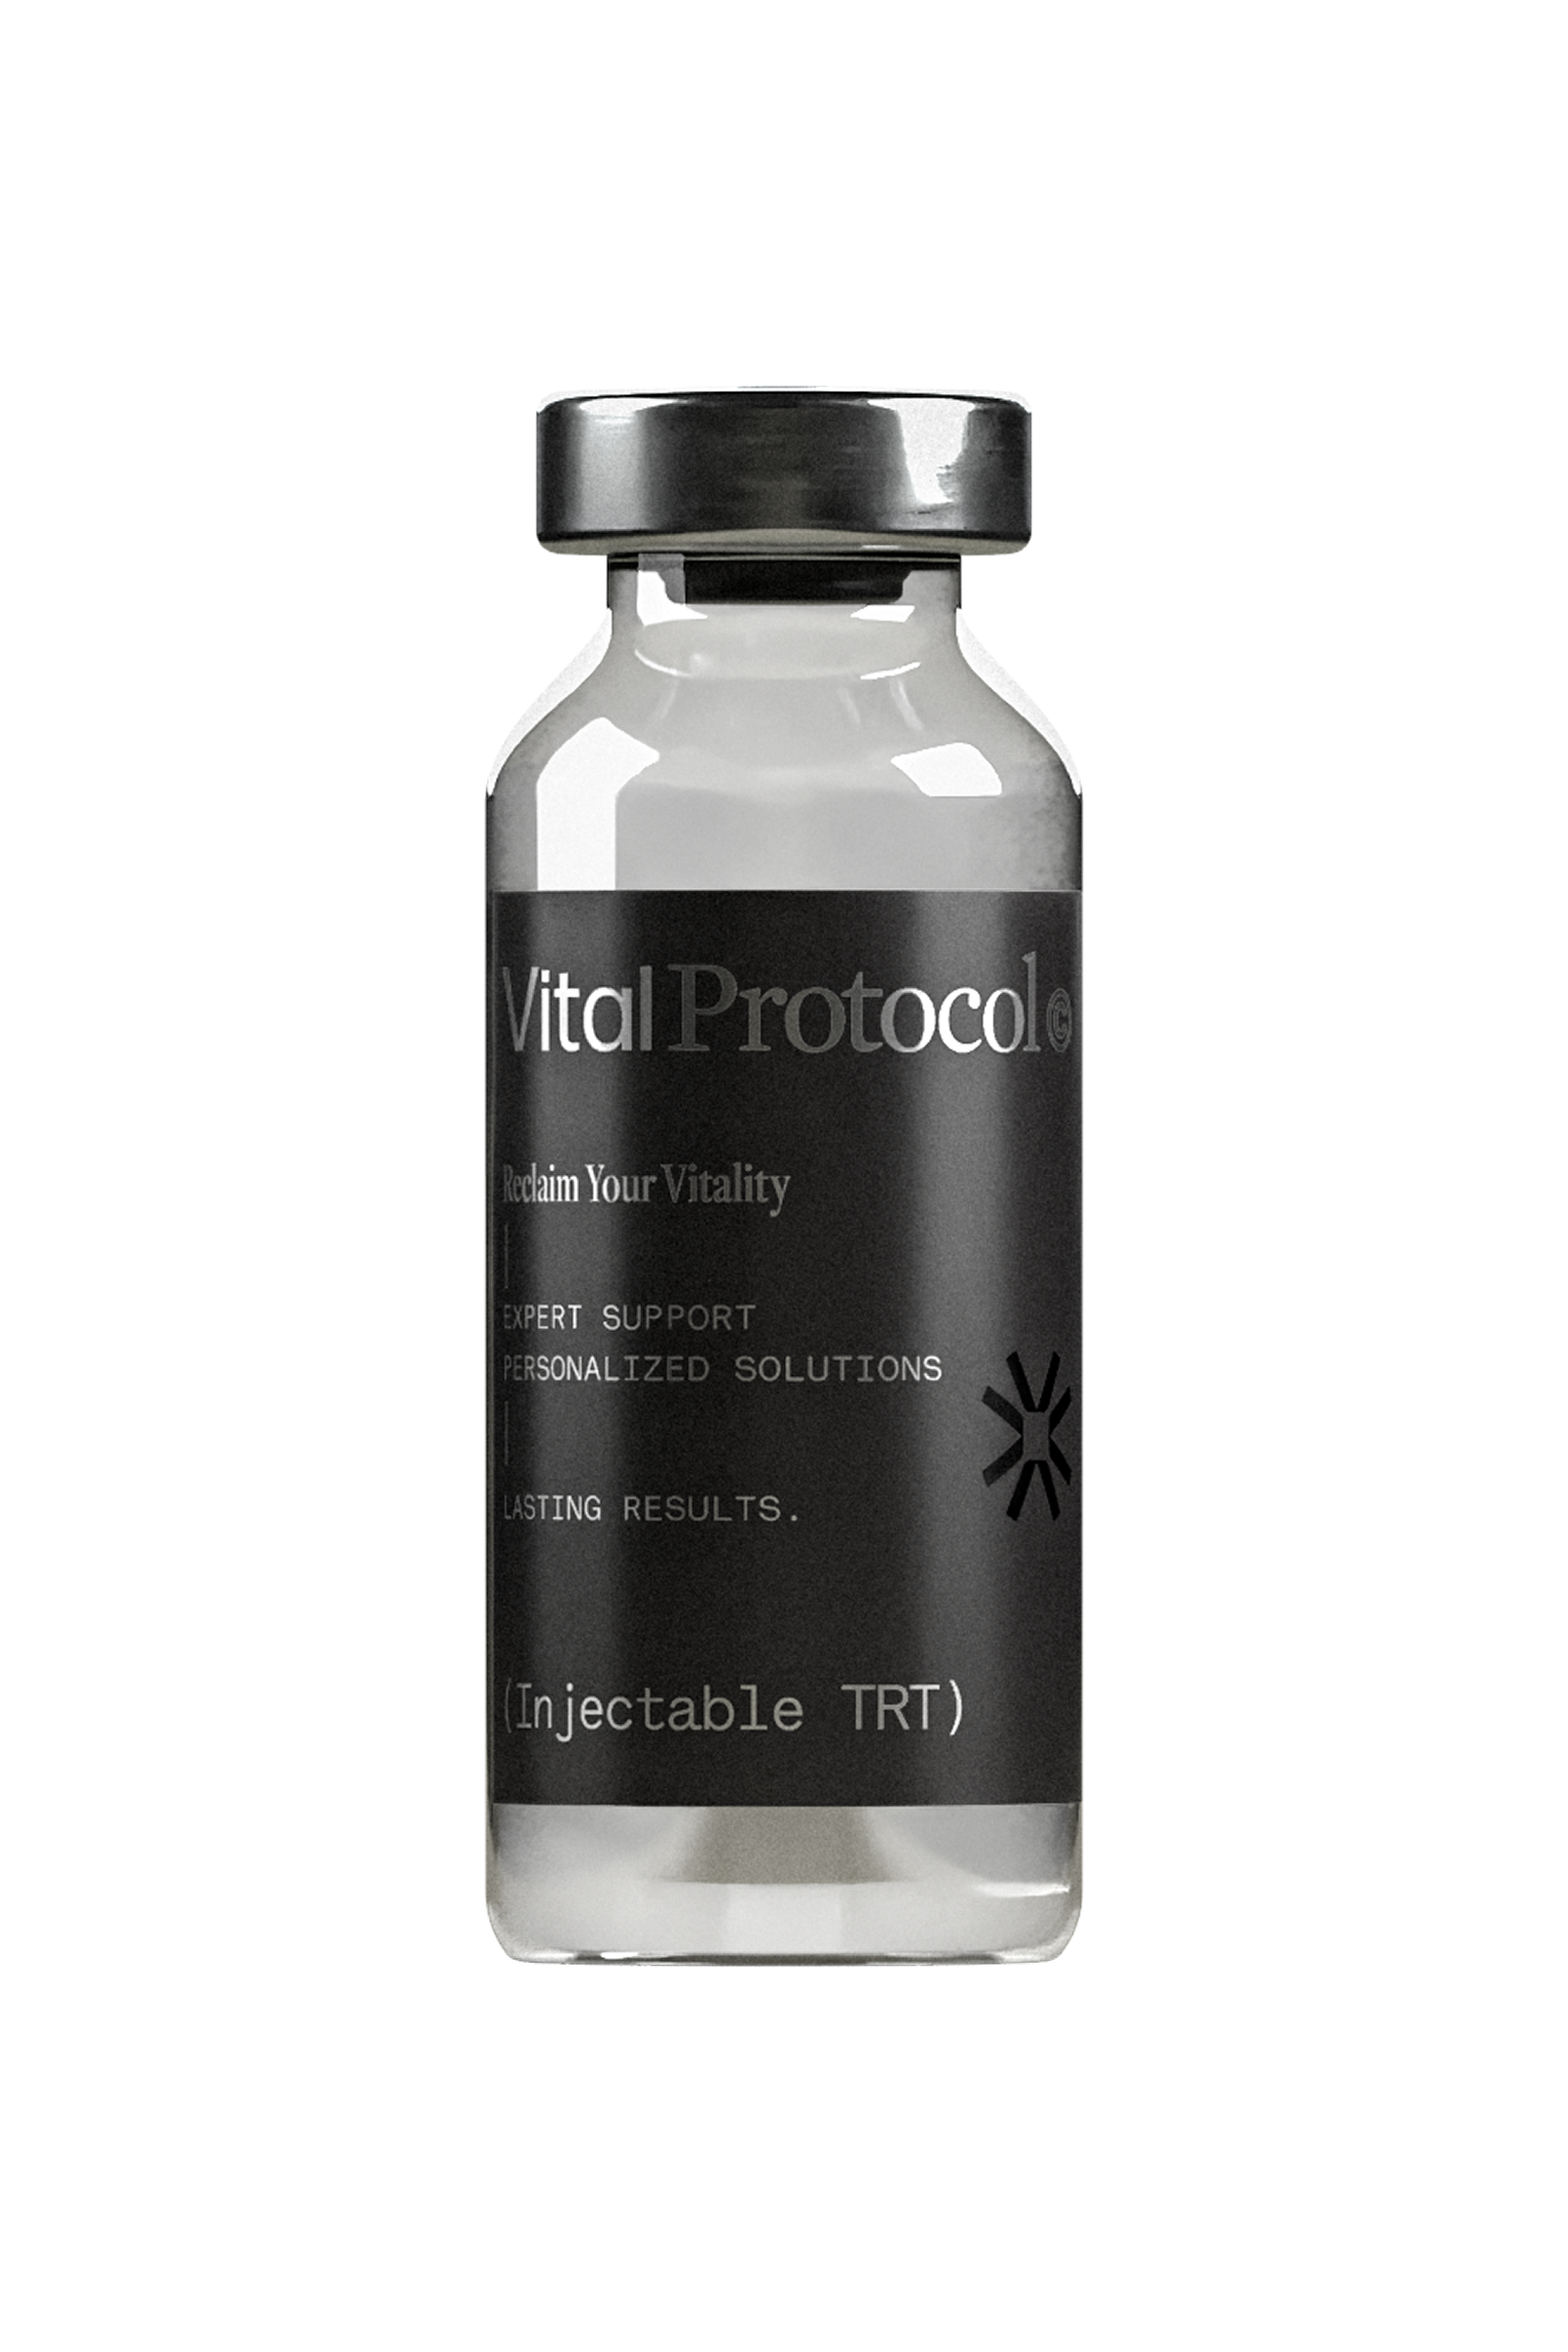 Vital Protocol©
Reclaim Your Vitality
EXPERT SUPPORT
PERSONALIZED SOLUTIONS
LASTING RESULTS.
(Injectable TRT)